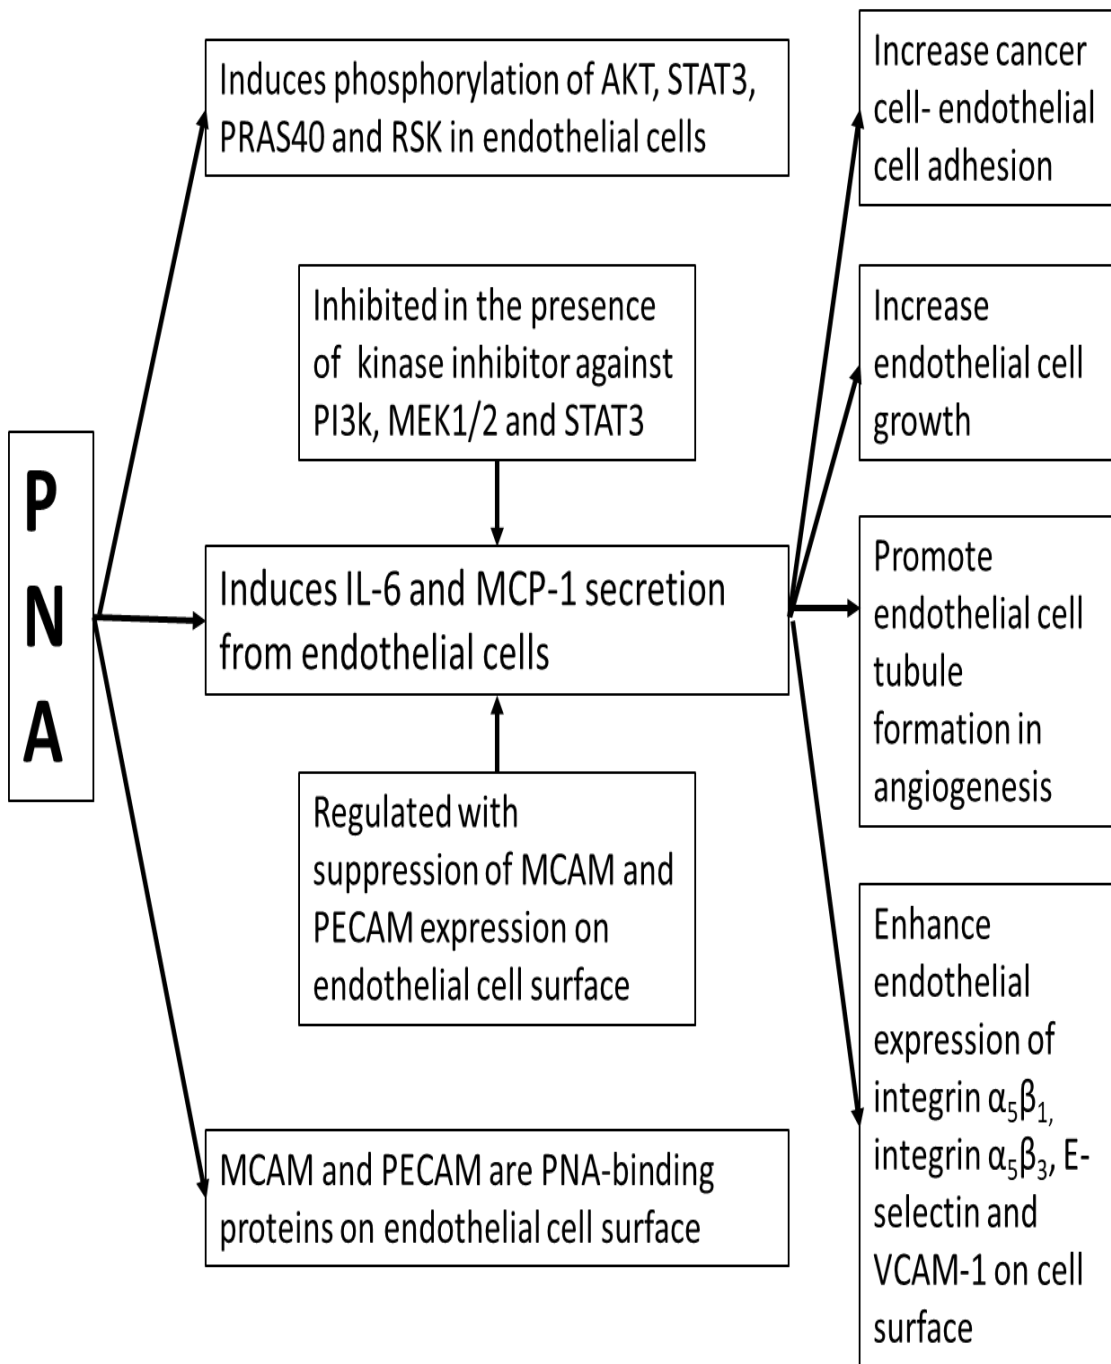 P
N
A
Induces phosphorylation of AKT, STAT3,
PRAS40 and RSK in endothelial cells
Inhibited in the presence
of kinase inhibitor against
PI3k, MEK1/2 and STAT3
Induces IL-6 and MCP-1 secretion
from endothelial cells
Regulated with
suppression of MCAM and
PECAM expression on
endothelial cell surface
MCAM and PECAM are PNA-binding
proteins on endothelial cell surface
Increase cancer
cell- endothelial
cell adhesion
Increase
endothelial cell
growth
Promote
endothelial cell
tubule
formation in
angiogenesis
Enhance
endothelial
expression of
integrin α₅β₁,
integrin α₅β₃, E-
selectin and
VCAM-1 on cell
surface